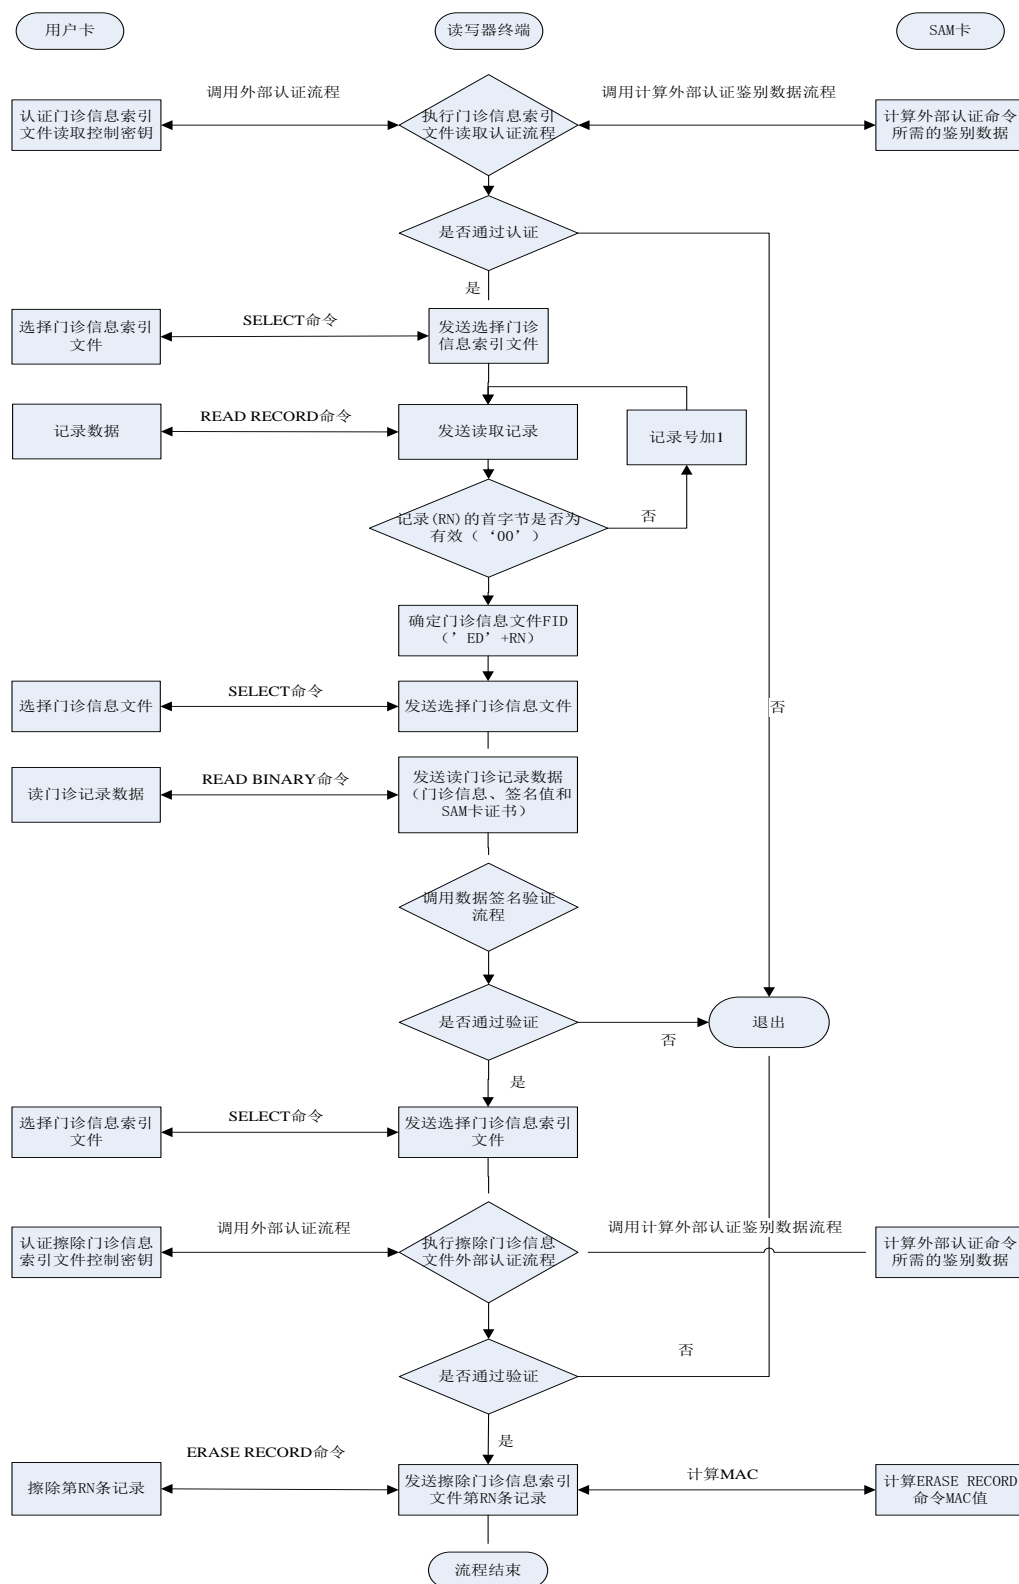 用户卡
读写器终端
SAM卡
调用外部认证流程
调用计算外部认证鉴别数据流程
认证门诊信息索引
文件读取控制密钥
执行门诊信息索引
文件读取认证流程
计算外部认证命令
所需的鉴别数据
是否通过认证
是
选择门诊信息索引
文件
SELECT命令
发送选择门诊
信息索引文件
记录数据
READ RECORD命令
发送读取记录
记录号加1
记录(RN)的首字节是否为
有效（‘00’）
否
确定门诊信息文件FID
（’ED’+RN）
选择门诊信息文件
SELECT命令
发送选择门诊信息文件
否
读门诊记录数据
READ BINARY命令
发送读门诊记录数据
（门诊信息、签名值和
SAM卡证书）
调用数据签名验证
流程
是否通过验证
否
退出
是
选择门诊信息索引
文件
SELECT命令
发送选择门诊信息索引
文件
调用外部认证流程
调用计算外部认证鉴别数据流程
认证擦除门诊信息
索引文件控制密钥
执行擦除门诊信息
文件外部认证流程
计算外部认证命令
所需的鉴别数据
是否通过验证
否
是
擦除第RN条记录
ERASE RECORD命令
发送擦除门诊信息索引
文件第RN条记录
计算MAC
计算ERASE RECORD
命令MAC值
流程结束